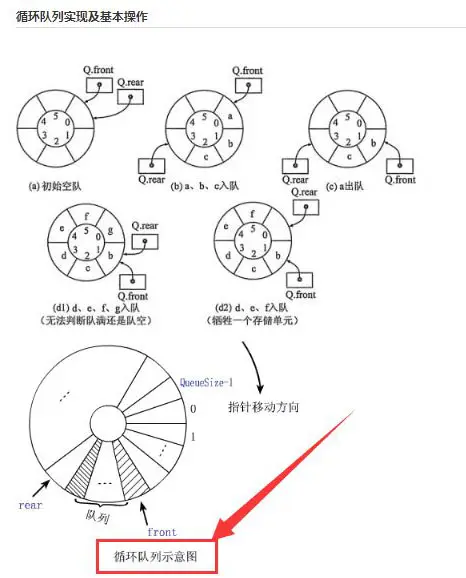 循环队列实现及基本操作
Q.front
Q.rear
5 0
4 1
3 2
(a) 初始空队
Q.front
a
b
c
5 0
4 1
3 2
Q.rear
(b) a、b、c入队
b
c
5 0
4 1
3 2
Q.rear
Q.front
(c) a出队
f
e g
d b
c
5 0
4 1
3 2
Q.rear
Q.front
(d1) d、e、f、g入队
(无法判断队满还是队空)
Q.rear
f
e
d b
c
5 0
4 1
3 2
Q.front
(d2) d、e、f入队
(牺牲一个存储单元)
QueueSize-1
0
1
...
...
...
指针移动方向
rear
队列
front
循环队列示意图